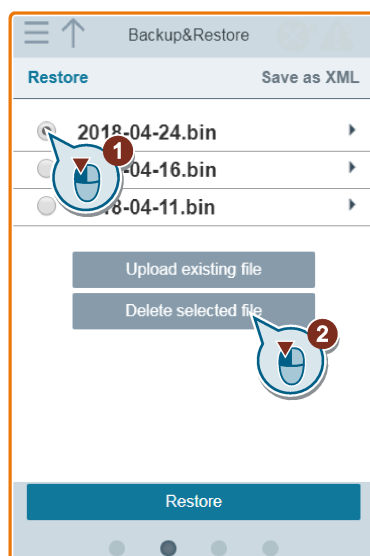 Backup&Restore
Restore Save as XML
2018-04-24.bin
1
-04-16.bin
8-04-11.bin
Upload existing file
Delete selected file
2
Restore